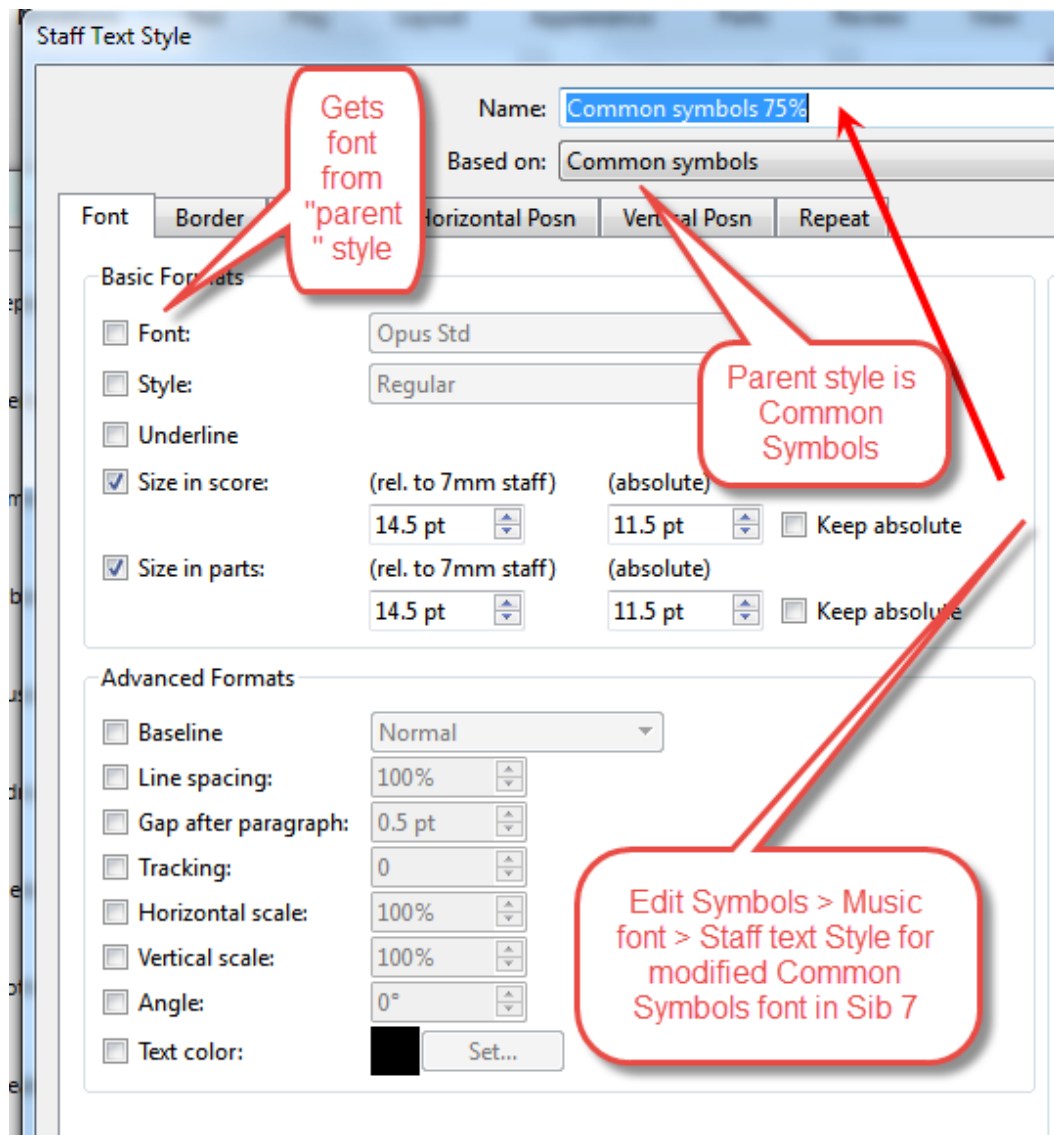 Staff Text Style
Name: Common symbols 75%
Based on: Common symbols
Gets
font
from
"parent
" style
Font Border Horizontal Posn Vertical Posn Repeat
Basic Formats
Font: Opus Std
Style: Regular
Underline
Parent style is
Common
Symbols
Size in score: (rel. to 7mm staff) (absolute)
14.5 pt 11.5 pt Keep absolute
Size in parts: (rel. to 7mm staff) (absolute)
14.5 pt 11.5 pt Keep absolute
Advanced Formats
Baseline Normal
Line spacing: 100%
Gap after paragraph: 0.5 pt
Tracking: 0
Horizontal scale: 100%
Vertical scale: 100%
Angle: 0°
Text color: Set...
Edit Symbols > Music
font > Staff text Style for
modified Common
Symbols font in Sib 7